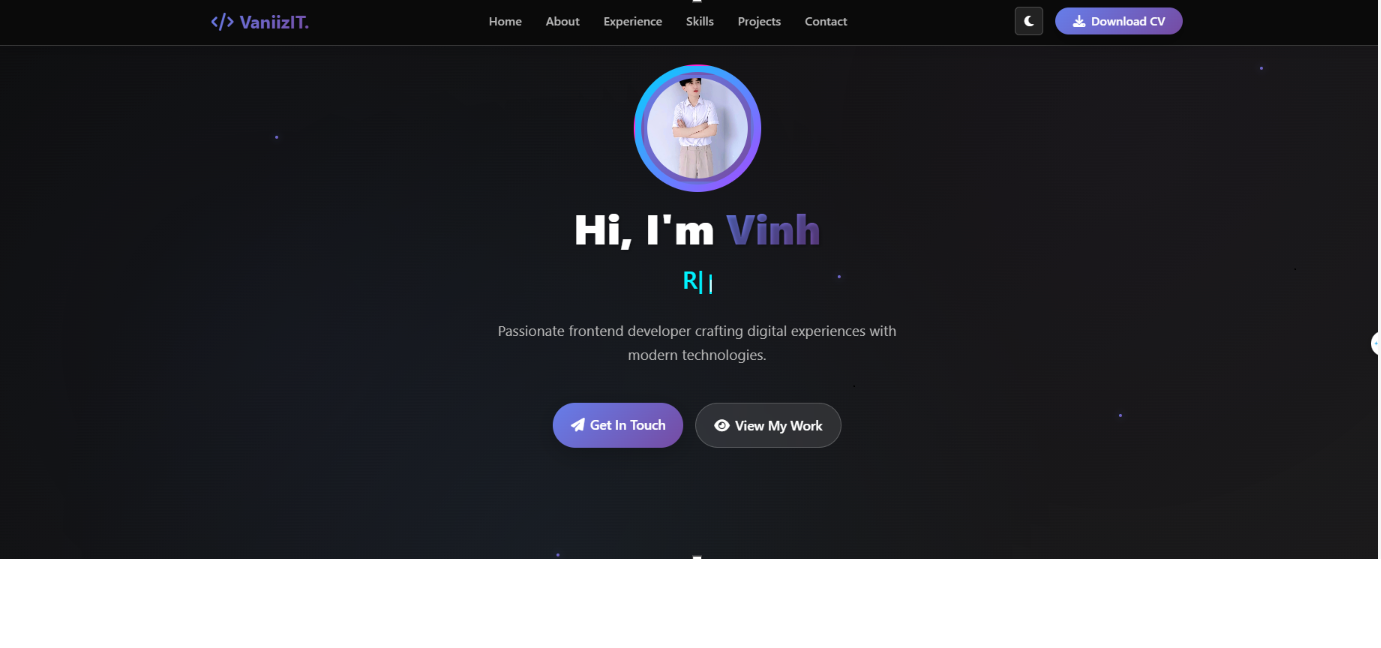 </> VaniizIT.
Home About Experience Skills Projects Contact
Download CV
Hi, I'm Vinh
R||
Passionate frontend developer crafting digital experiences with
modern technologies.
Get In Touch
View My Work